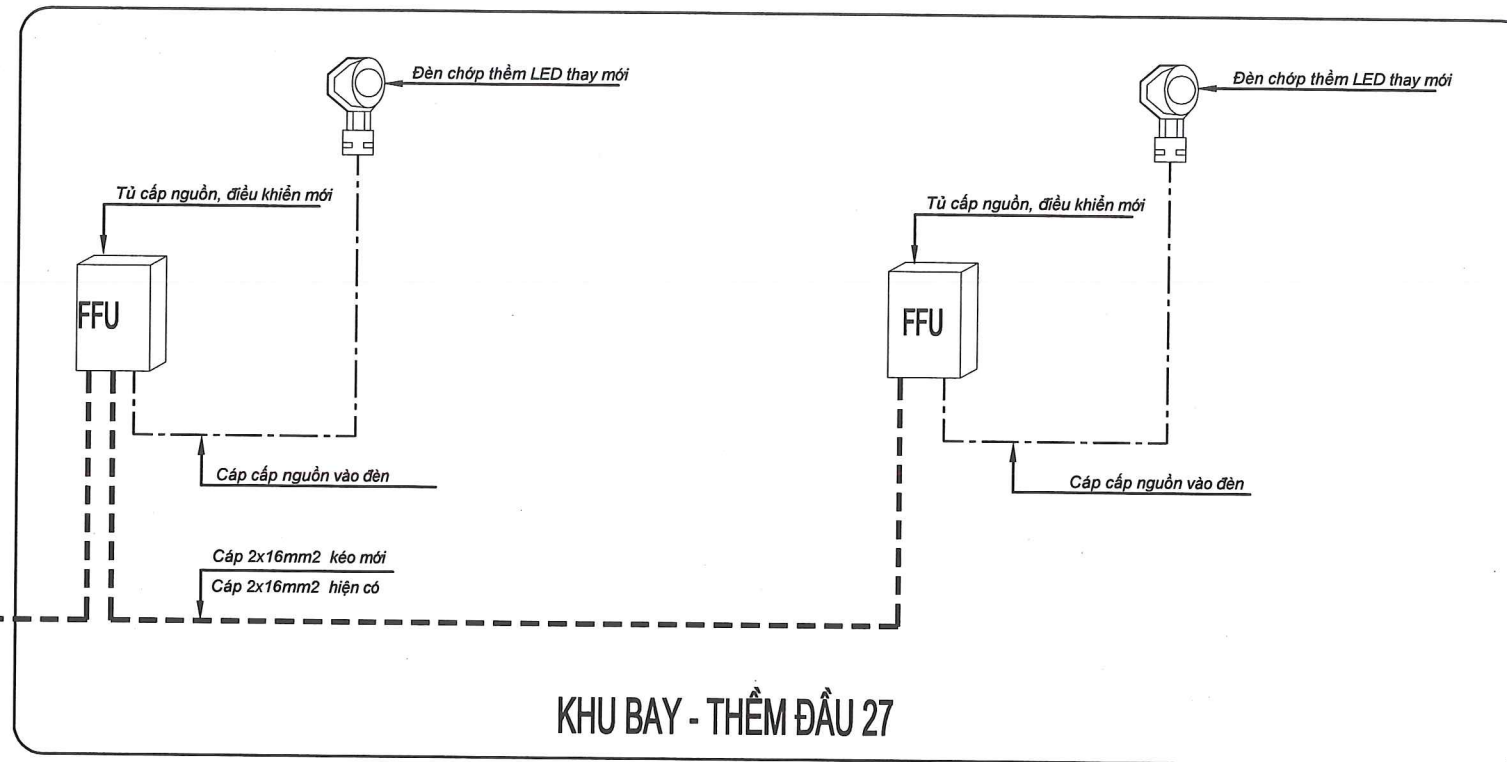 Đèn chớp thềm LED thay mới
Đèn chớp thềm LED thay mới
Tủ cấp nguồn, điều khiển mới
Tủ cấp nguồn, điều khiển mới
FFU
FFU
Cáp cấp nguồn vào đèn
Cáp cấp nguồn vào đèn
Cáp 2x16mm2 kéo mới
Cáp 2x16mm2 hiện có
KHU BAY - THỀM ĐẦU 27